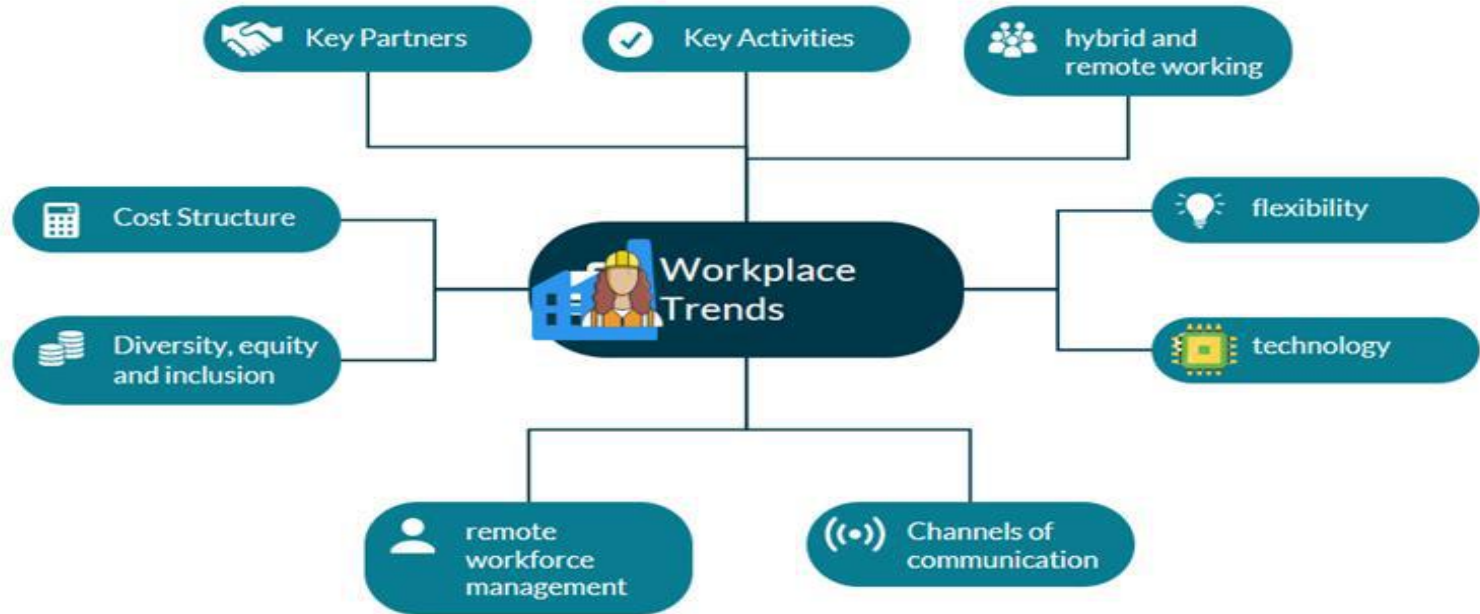 Key Partners
Key Activities
hybrid and
remote working
Cost Structure
flexibility
Workplace
Trends
Diversity, equity
and inclusion
technology
remote
workforce
management
Channels of
communication